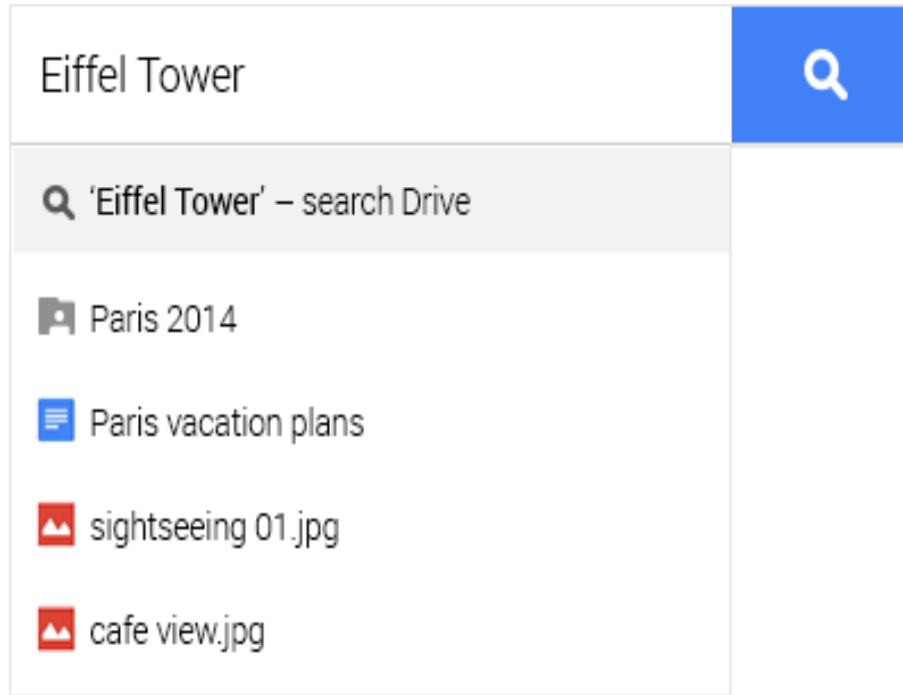 Eiffel Tower
‘Eiffel Tower’ – search Drive
Paris 2014
Paris vacation plans
sightseeing 01.jpg
cafe view.jpg